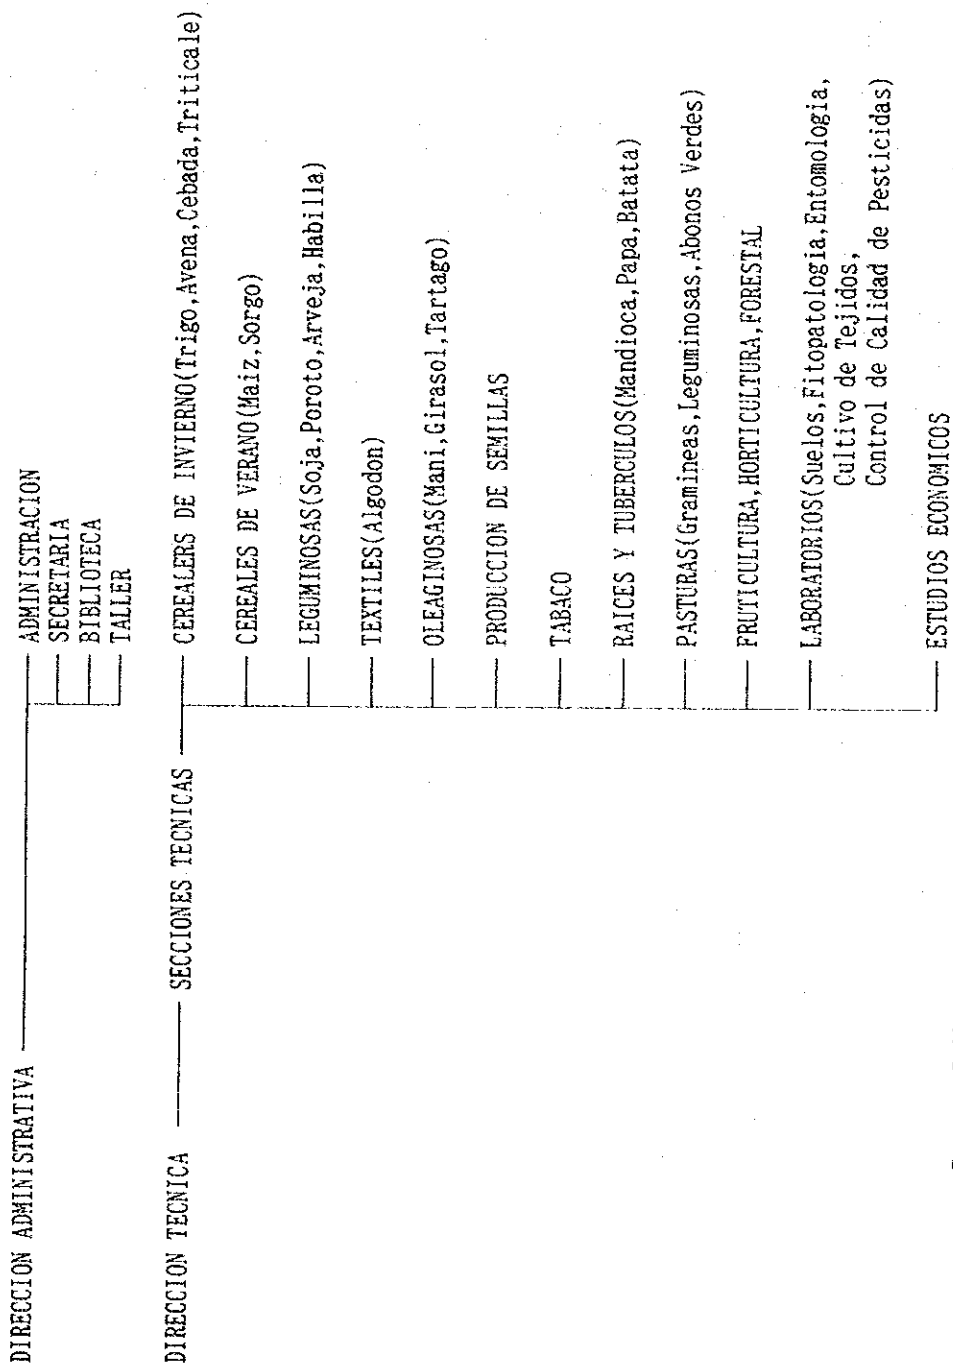 DIRECCION ADMINISTRATIVA
ADMINISTRACION
SECRETARIA
BIBLIOTECA
TALLER
DIRECCION TECNICA
SECCIONES TECNICAS
CEREALERS DE INVIERNO(Trigo,Avena,Cebada,Triticale)
CEREALES DE VERANO(Maiz,Sorgo)
LEGUMINOSAS(Soja,Poroto,Arveja,Habilla)
TEXTILES(Algodon)
OLEAGINOSAS(Mani,Girasol,Tartago)
PRODUCCION DE SEMILLAS
TABACO
RAICES Y TUBERCULOS(Mandioca,Papa,Batata)
PASTURAS(Gramineas,Leguminosas,Abonos Verdes)
FRUTICULTURA,HORTICULTURA,FORESTAL
LABORATORIOS(Suelos,Fitopatologia,Entomologia,
Cultivo de Tejidos,
Control de Calidad de Pesticidas)
ESTUDIOS ECONOMICOS